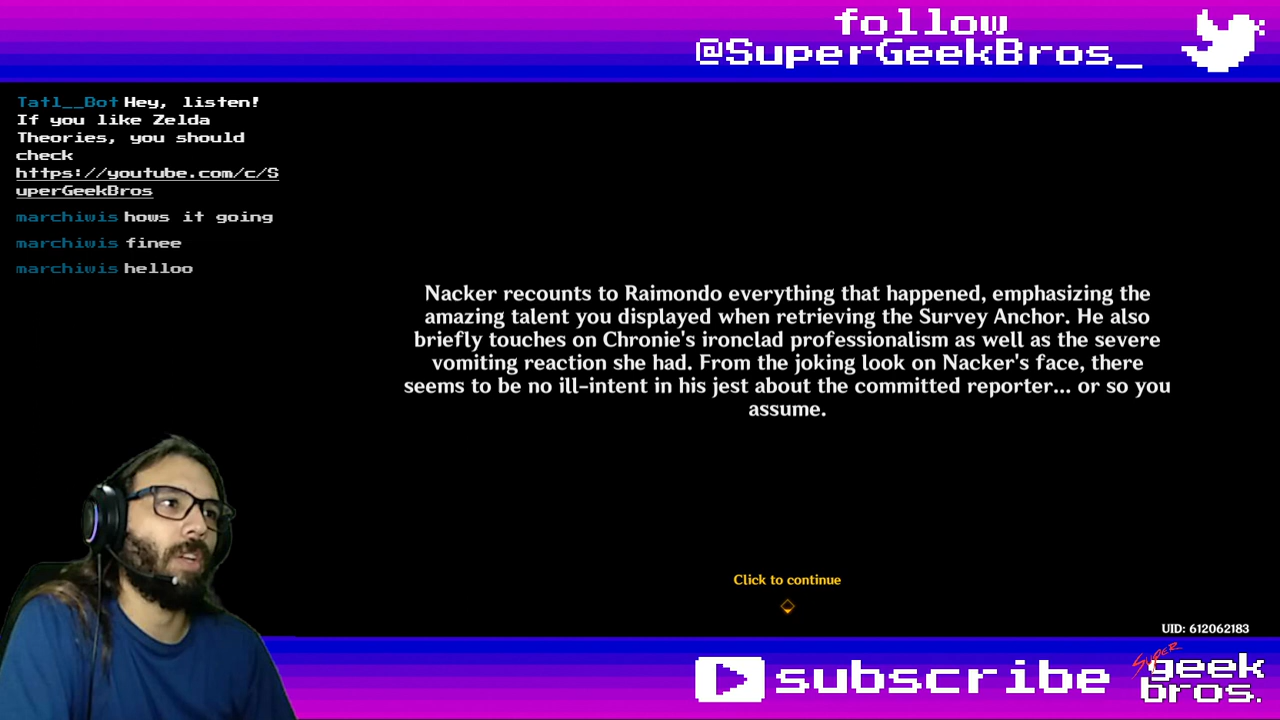 follow
@SuperGeekBros_
Tatl__Bot Hey, listen!
If you like Zelda
Theories, you should
check
https://youtube.com/c/S
uperGeekBros
marchiwis hows it going
marchiwis finee
marchiwis helloo
Nacker recounts to Raimondo everything that happened, emphasizing the
amazing talent you displayed when retrieving the Survey Anchor. He also
briefly touches on Chronie's ironclad professionalism as well as the severe
vomiting reaction she had. From the joking look on Nacker's face, there
seems to be no ill-intent in his jest about the committed reporter... or so you
assume.
Click to continue
UID: 612062183
subscribe
SUPER
geek
bros.